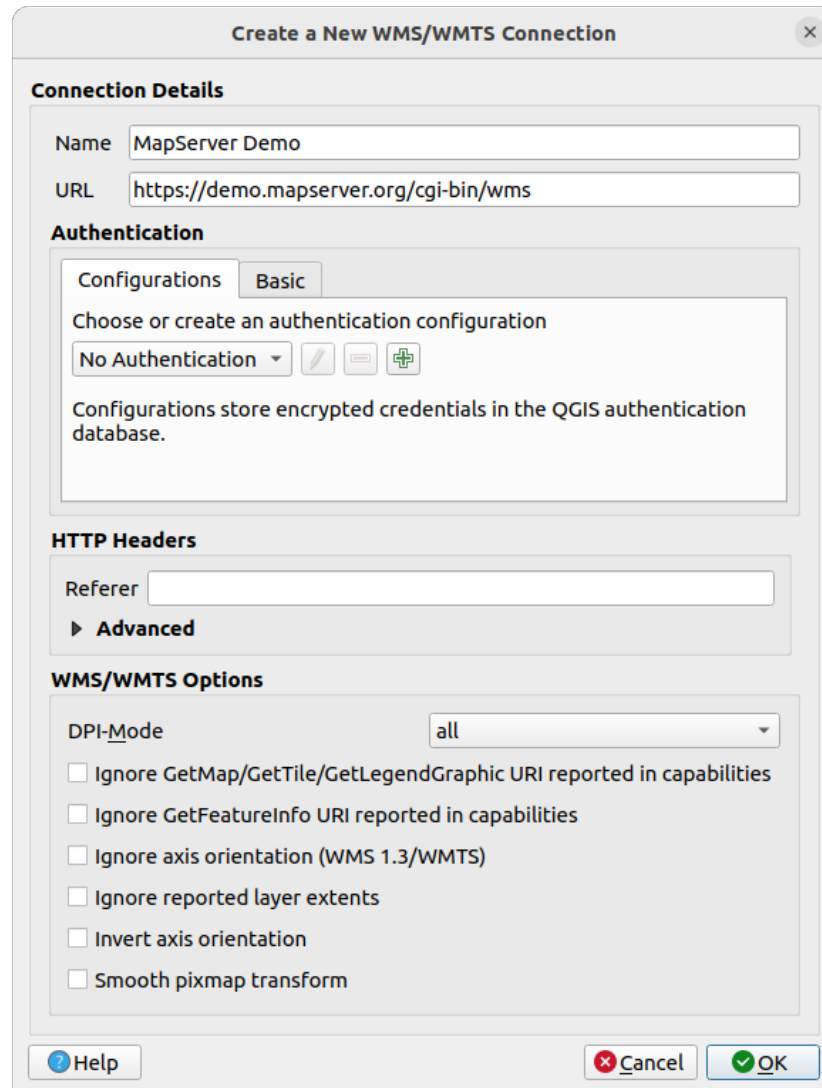 Create a New WMS/WMTS Connection
Connection Details
Name MapServer Demo
URL https://demo.mapserver.org/cgi-bin/wms
Authentication
Configurations Basic
Choose or create an authentication configuration
No Authentication
Configurations store encrypted credentials in the QGIS authentication
database.
HTTP Headers
Referer
Advanced
WMS/WMTS Options
DPI-Mode all
Ignore GetMap/GetTile/GetLegendGraphic URI reported in capabilities
Ignore GetFeatureInfo URI reported in capabilities
Ignore axis orientation (WMS 1.3/WMTS)
Ignore reported layer extents
Invert axis orientation
Smooth pixmap transform
Help Cancel OK